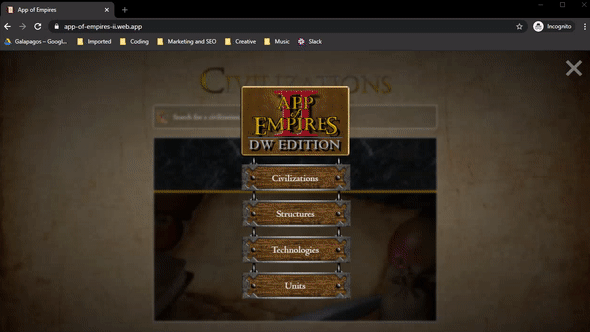 App of Empires
app-of-empires-ii.web.app
Incognito
Galapagos – Googl...
Imported
Coding
Marketing and SEO
Creative
Music
Slack
CIVILIZATIONS
Search for a civilization
II
APP
of
EMPIRES
DW EDITION
Civilizations
Structures
Technologies
Units